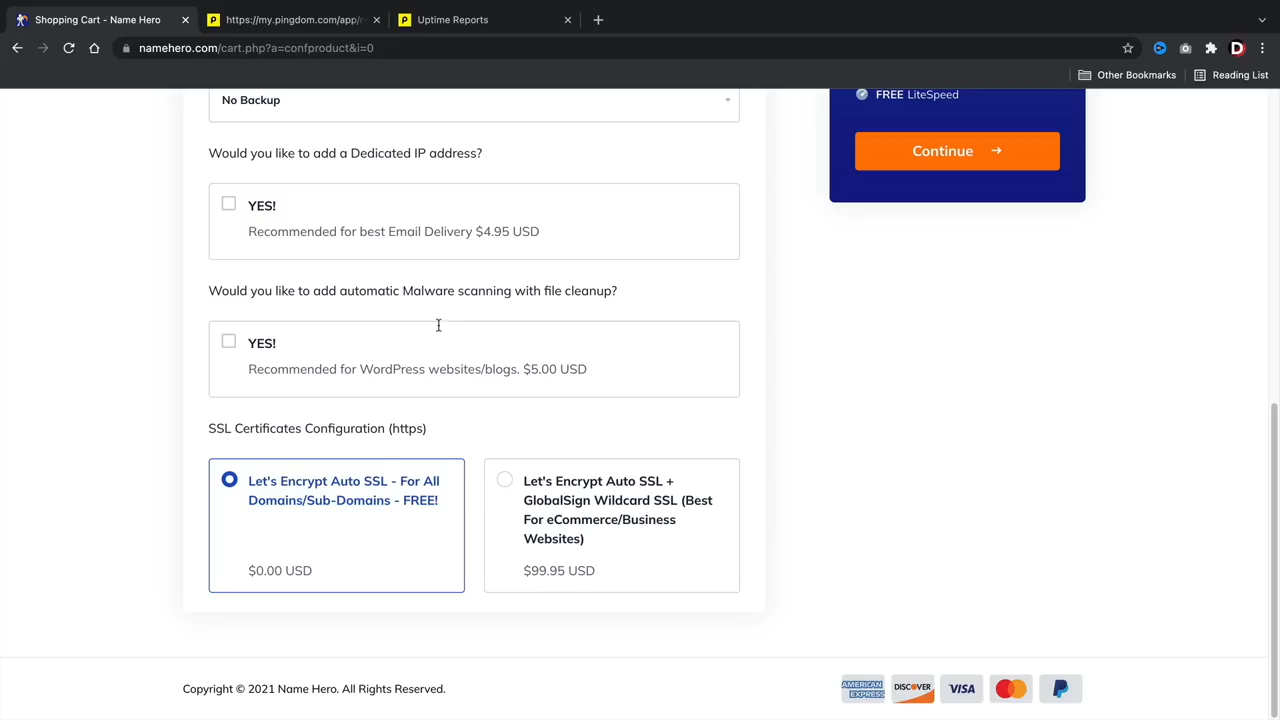 Shopping Cart - Name Hero
https://my.pingdom.com/app/r
Uptime Reports
namehero.com/cart.php?a=confproduct&i=0
D
Other Bookmarks
Reading List
No Backup
FREE LiteSpeed
Continue →
Would you like to add a Dedicated IP address?
YES!
Recommended for best Email Delivery $4.95 USD
Would you like to add automatic Malware scanning with file cleanup?
YES!
Recommended for WordPress websites/blogs. $5.00 USD
SSL Certificates Configuration (https)
Let's Encrypt Auto SSL - For All
Domains/Sub-Domains - FREE!
$0.00 USD
Let's Encrypt Auto SSL +
GlobalSign Wildcard SSL (Best
For eCommerce/Business
Websites)
$99.95 USD
Copyright © 2021 Name Hero. All Rights Reserved.
AMERICAN EXPRESS
DISCOVER
VISA